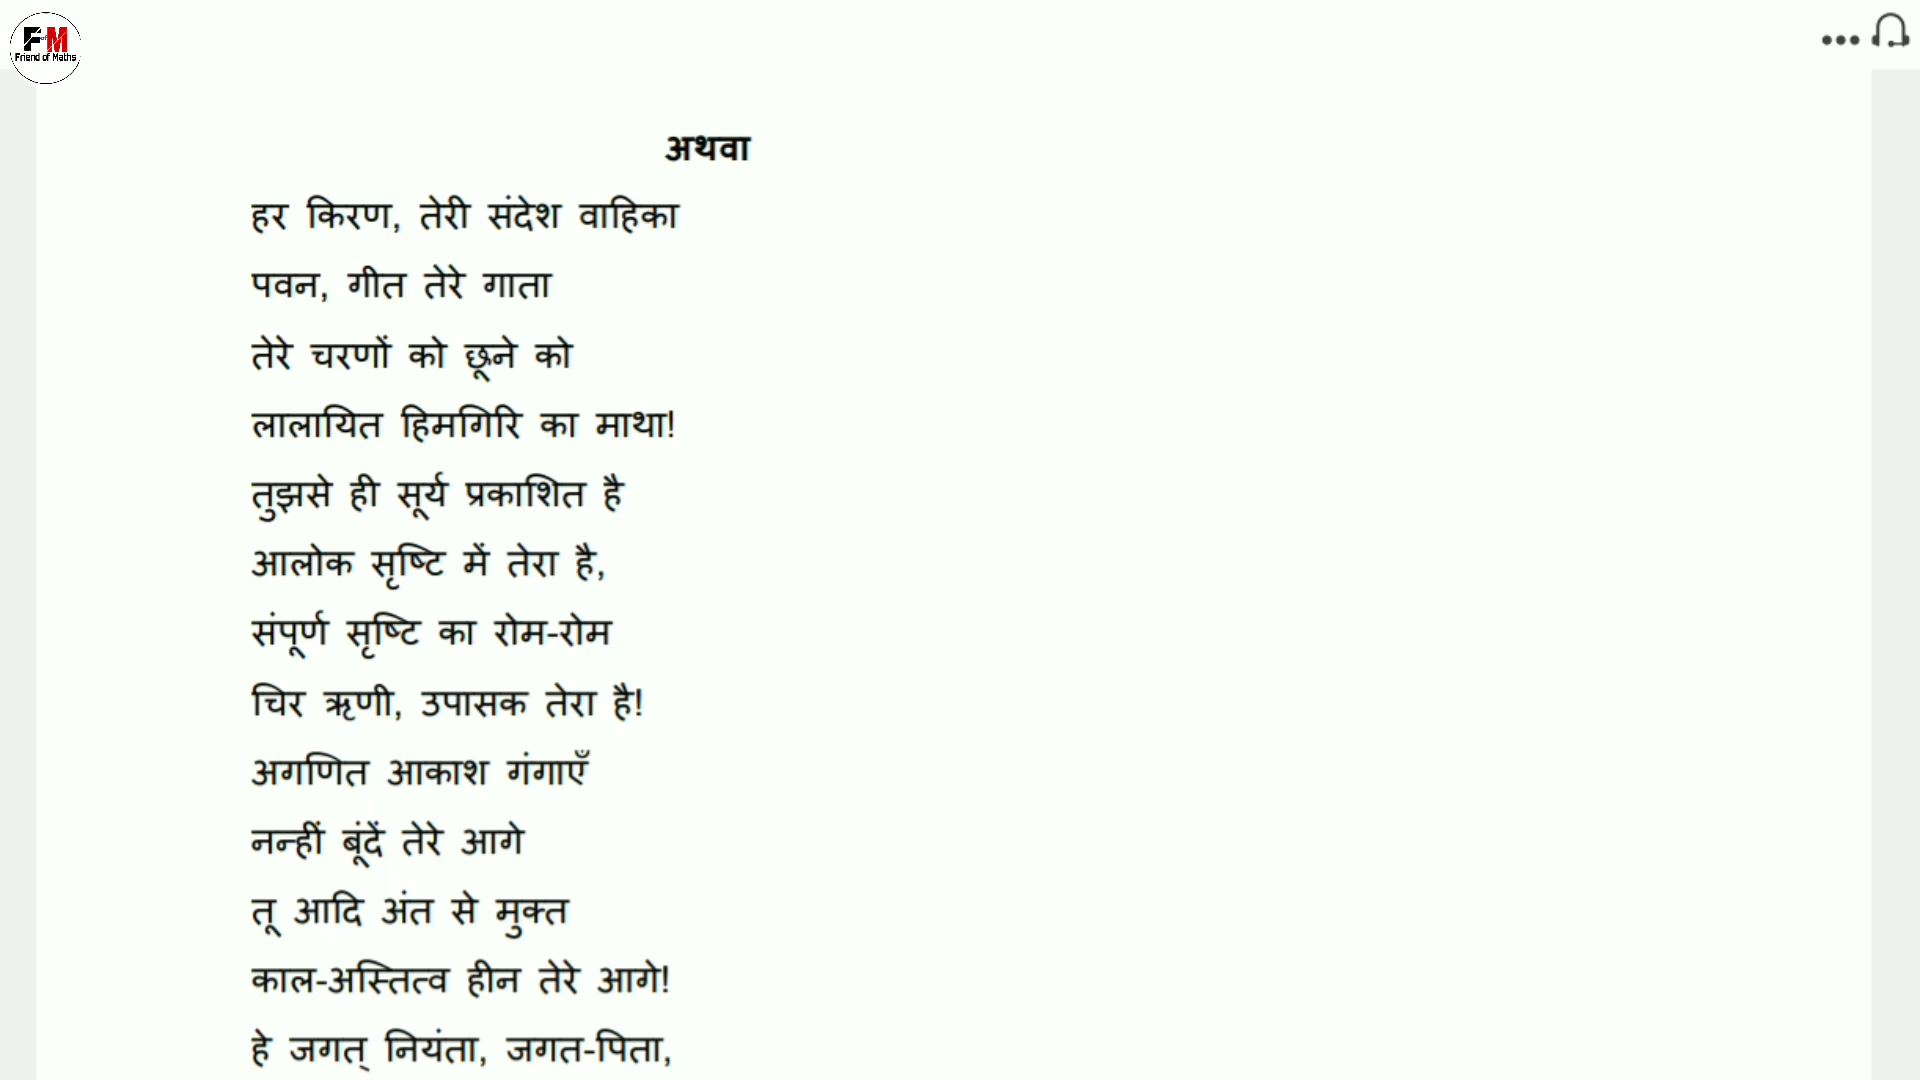 FofM
Friend of Maths
अथवा
हर किरण, तेरी संदेश वाहिका
पवन, गीत तेरे गाता
तेरे चरणों को छूने को
लालायित हिमगिरि का माथा!
तुझसे ही सूर्य प्रकाशित है
आलोक सृष्टि में तेरा है,
संपूर्ण सृष्टि का रोम-रोम
चिर ऋणी, उपासक तेरा है!
अगणित आकाश गंगाएँ
नन्हीं बूंदें तेरे आगे
तू आदि अंत से मुक्त
काल-अस्तित्व हीन तेरे आगे!
हे जगत् नियंता, जगत-पिता,